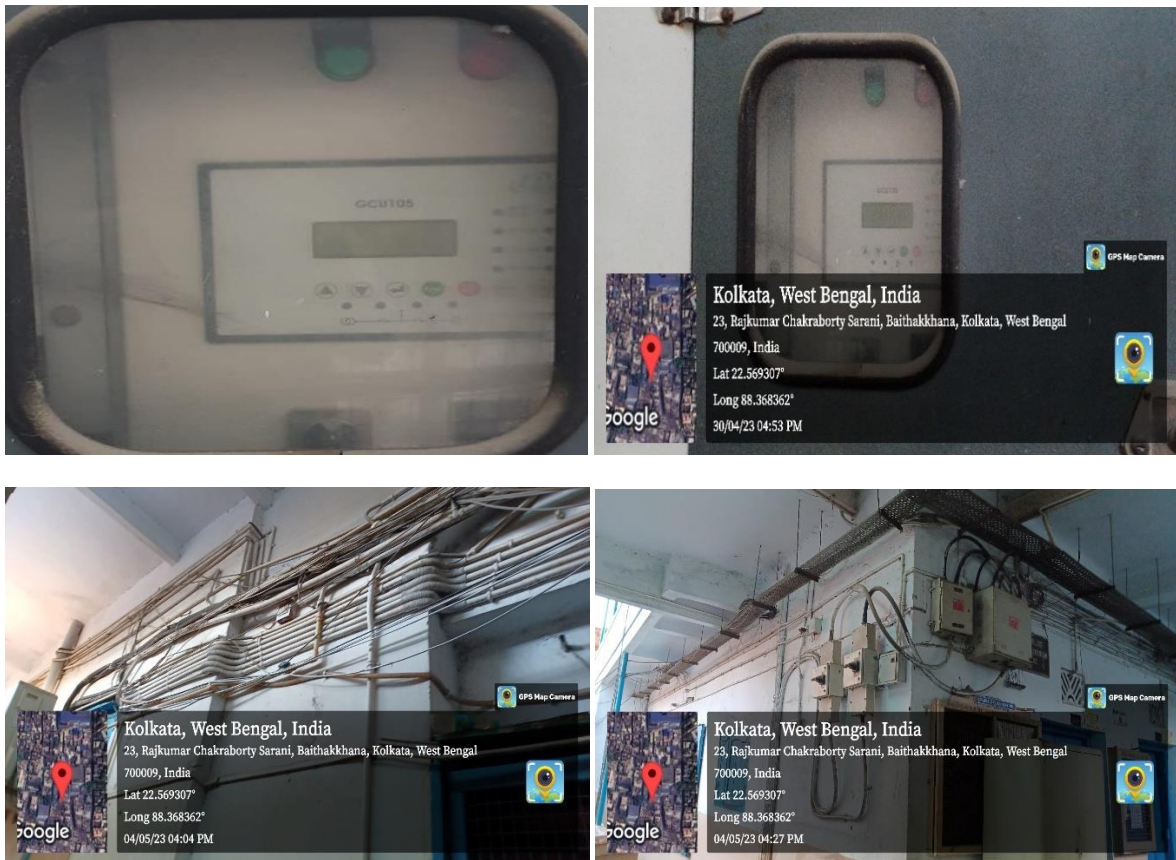 GCU105
GPS Map Camera
Kolkata, West Bengal, India
23, Rajkumar Chakraborty Sarani, Baithakkhana, Kolkata, West Bengal
700009, India
Lat 22.569307°
Long 88.368362°
30/04/23 04:53 PM
Google
GPS Map Camera
Kolkata, West Bengal, India
23, Rajkumar Chakraborty Sarani, Baithakkhana, Kolkata, West Bengal
700009, India
Lat 22.569307°
Long 88.368362°
04/05/23 04:04 PM
Google
GPS Map Camera
Kolkata, West Bengal, India
23, Rajkumar Chakraborty Sarani, Baithakkhana, Kolkata, West Bengal
700009, India
Lat 22.569307°
Long 88.368362°
04/05/23 04:27 PM
Google